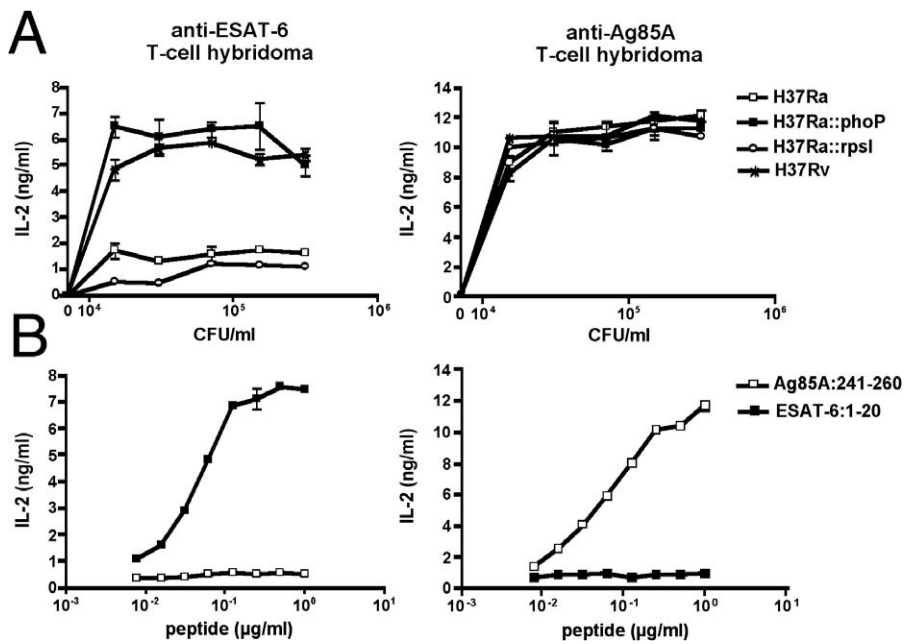 A
anti-ESAT-6
T-cell hybridoma
anti-Ag85A
T-cell hybridoma
IL-2 (ng/ml)
8
7
6
5
4
3
2
1
0
0 10⁴ 10⁵ 10⁶
CFU/ml
IL-2 (ng/ml)
14
12
10
8
6
4
2
0
0 10⁴ 10⁵ 10⁶
CFU/ml
H37Ra
H37Ra::phoP
H37Ra::rpsl
H37Rv
B
IL-2 (ng/ml)
8
7
6
5
4
3
2
1
0
10⁻³ 10⁻² 10⁻¹ 10⁰ 10¹
peptide (µg/ml)
IL-2 (ng/ml)
14
12
10
8
6
4
2
0
10⁻³ 10⁻² 10⁻¹ 10⁰ 10¹
peptide (µg/ml)
Ag85A:241-260
ESAT-6:1-20